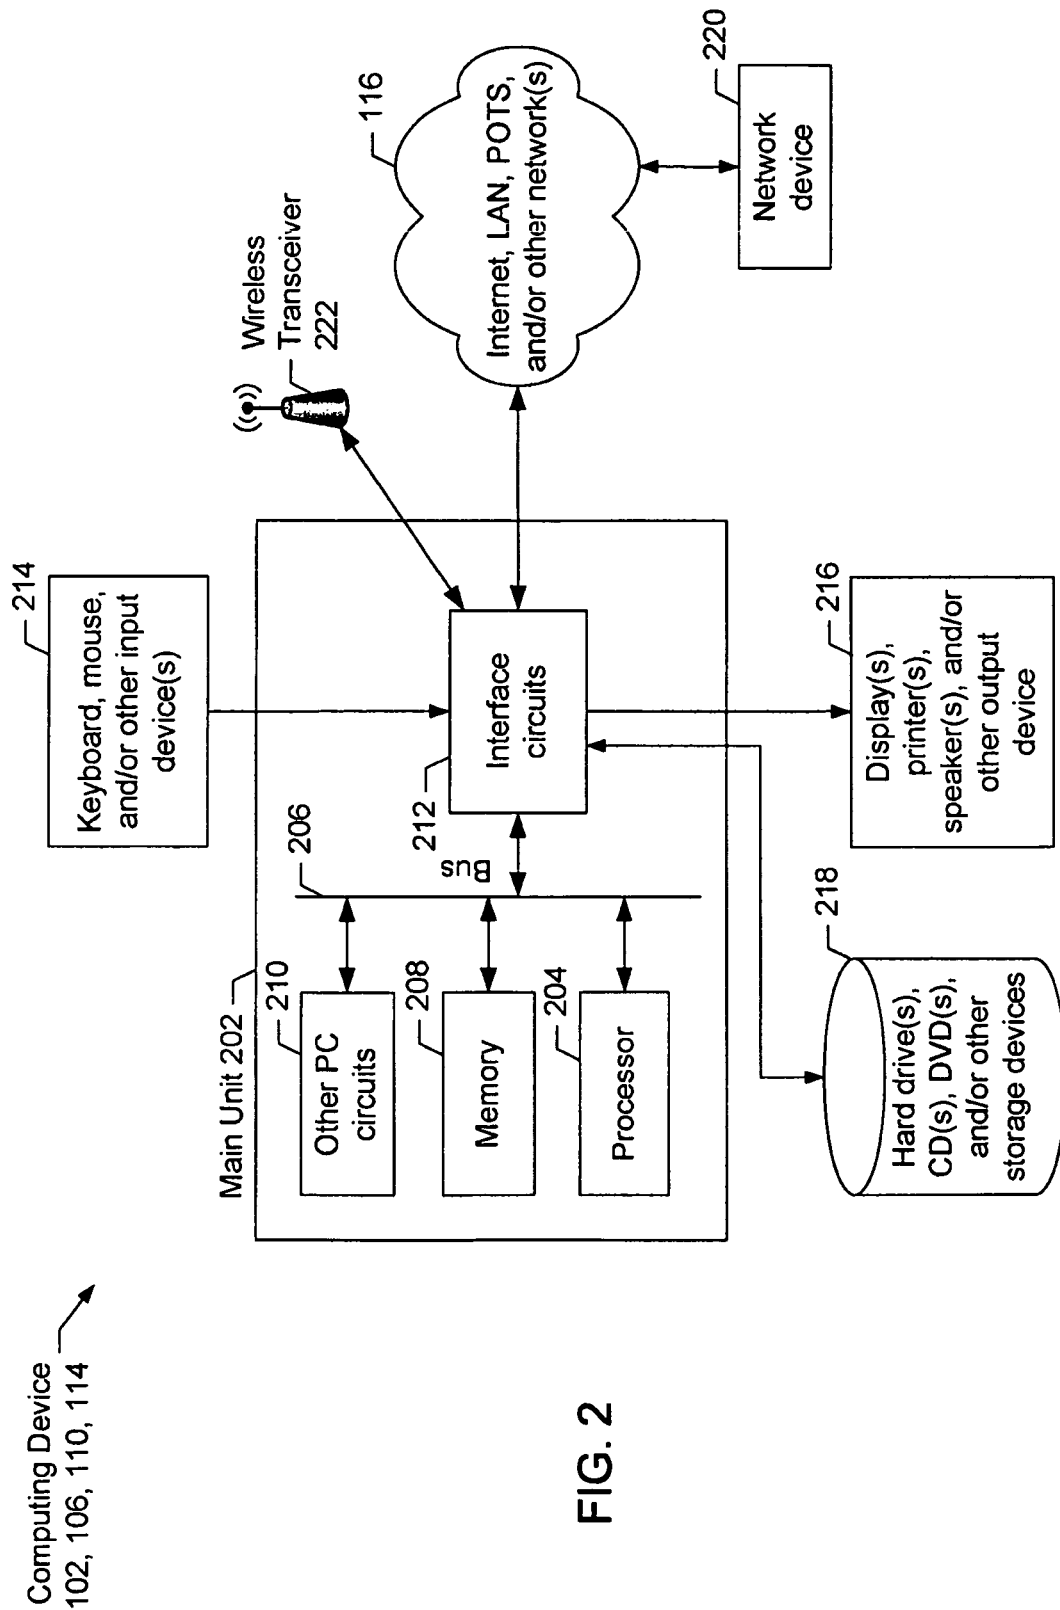 Computing Device
102, 106, 110, 114
Keyboard, mouse,
and/or other input
device(s)
214
Wireless
Transceiver
222
116
Internet, LAN, POTS,
and/or other network(s)
220
Network
device
Main Unit 202
210
Other PC
circuits
208
Memory
204
Processor
206
Bus
212
Interface
circuits
218
Hard drive(s),
CD(s), DVD(s),
and/or other
storage devices
216
Display(s),
printer(s),
speaker(s), and/or
other output
device
FIG. 2